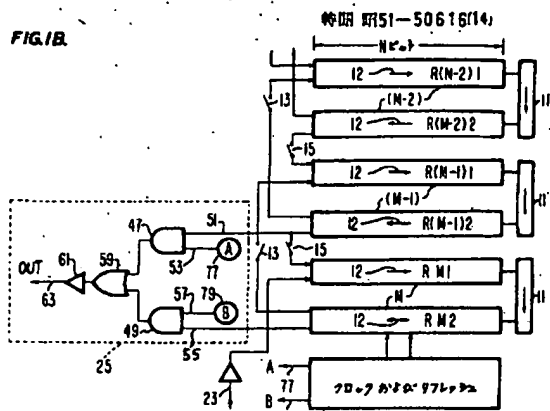 特開 昭51-50616(14)
FIG.1B.
Nビット
12 R(N-2)1
13
(M-2)
11
12 R(M-2)2
15
12 R(M-1)1
(M-1)
11
12 R(M-1)2
47
51
53
A
77
13
15
OUT
61
59
63
12 RM1
M
11
57
79
B
49
55
12 RM2
25
23
A
77
B
クロック および リフレッシュ